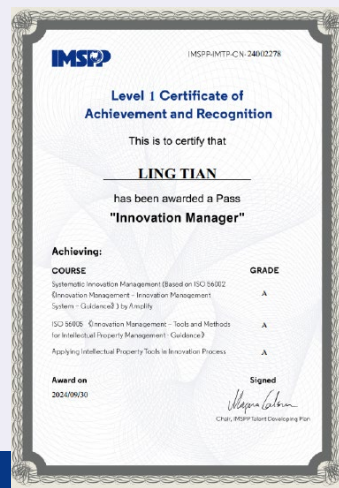 IMSPP
IMSPP-IMTP-CN-24002278
Level 1 Certificate of
Achievement and Recognition
This is to certify that
LING TIAN
has been awarded a Pass
"Innovation Manager"
Achieving:
COURSE GRADE
Systematic Innovation Management (Based on ISO 56002
《Innovation Management – Innovation Management
System – Guidance》) by Amplify A
ISO 56005 《Innovation Management – Tools and Methods
for Intellectual Property Management - Guidance》 A
Applying Intellectual Property Tools in Innovation Process A
Award on Signed
2024/09/30
Chair, IMSPP Talent Developing Plan